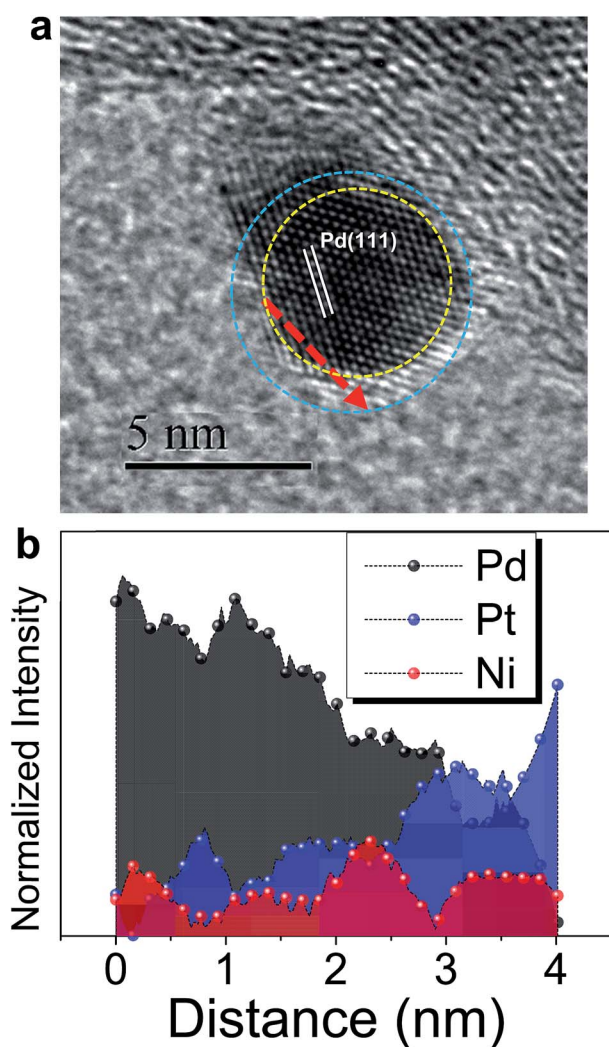 a
Pd(111)
5 nm
b
Pd
Pt
Ni
Normalized Intensity
0 1 2 3 4
Distance (nm)